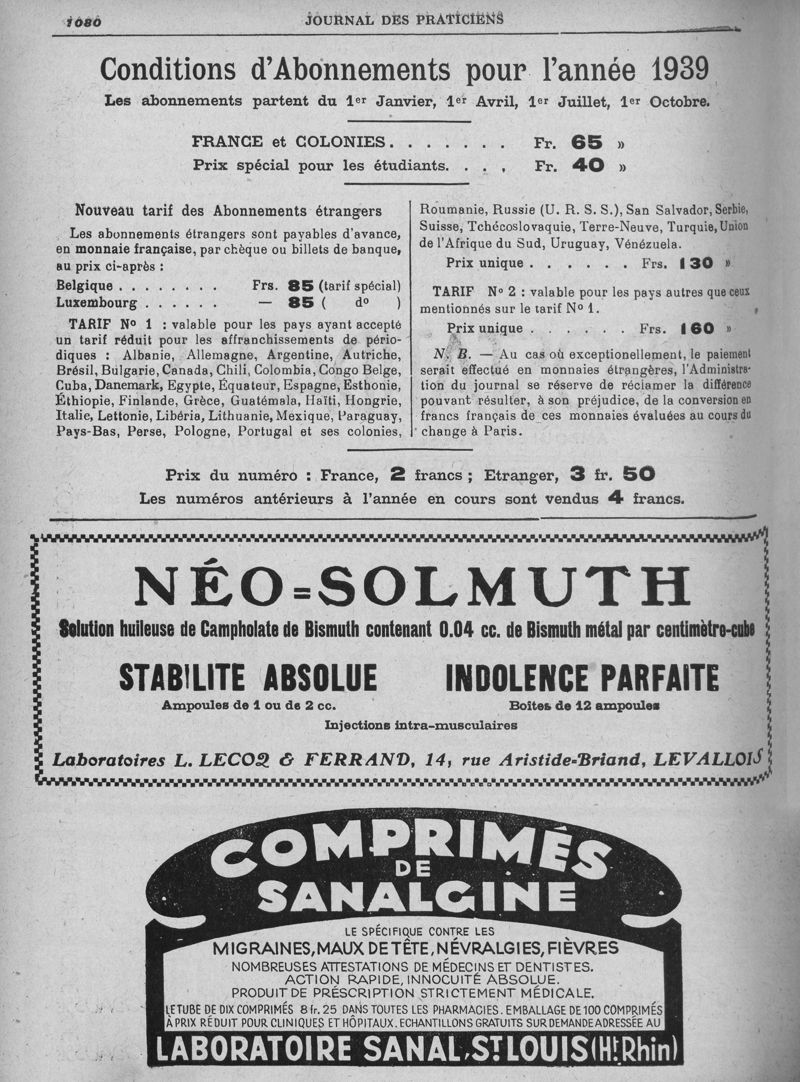 1080
JOURNAL DES PRATICIENS
Conditions d'Abonnements pour l'année 1939
Les abonnements partent du 1er Janvier, 1er Avril, 1er Juillet, 1er Octobre.
FRANCE et COLONIES. . . . . . . Fr. 65 »
Prix spécial pour les étudiants. . . , Fr. 40 »
Nouveau tarif des Abonnements étrangers
Les abonnements étrangers sont payables d'avance,
en monnaie française, par chèque ou billets de banque,
au prix ci-après :
Belgique . . . . . . . . Frs. 85 (tarif spécial)
Luxembourg . . . . . . — 85 ( do )
TARIF No 1 : valable pour les pays ayant accepté
un tarif réduit pour les affranchissements de pério-
diques : Albanie, Allemagne, Argentine, Autriche,
Brésil, Bulgarie, Canada, Chili, Colombia, Congo Belge,
Cuba, Danemark, Egypte, Équateur, Espagne, Esthonie,
Éthiopie, Finlande, Grèce, Guatémala, Haïti, Hongrie,
Italie, Lettonie, Libéria, Lithuanie, Mexique, Paraguay,
Pays-Bas, Perse, Pologne, Portugal et ses colonies,
Roumanie, Russie (U. R. S. S.), San Salvador, Serbie,
Suisse, Tchécoslovaquie, Terre-Neuve, Turquie, Union
de l'Afrique du Sud, Uruguay, Vénézuela.
Prix unique . . . . . . Frs. 130 »
TARIF No 2 : valable pour les pays autres que ceux
mentionnés sur le tarif No 1.
Prix unique . . . . . . Frs. 160 »
N. B. — Au cas où exceptionellement, le paiement
serait effectué en monnaies étrangères, l'Administra-
tion du journal se réserve de réclamer la différence
pouvant résulter, à son préjudice, de la conversion en
francs français de ces monnaies évaluées au cours du
change à Paris.
Prix du numéro : France, 2 francs ; Etranger, 3 fr. 50
Les numéros antérieurs à l'année en cours sont vendus 4 francs.
NÉO=SOLMUTH
Solution huileuse de Campholate de Bismuth contenant 0.04 cc. de Bismuth métal par centimètro-cube
STABILITE ABSOLUE INDOLENCE PARFAITE
Ampoules de 1 ou de 2 cc. Boîtes de 12 ampoules
Injections intra-musculaires
Laboratoires L. LECOQ & FERRAND, 14, rue Aristide-Briand, LEVALLOIS
COMPRIMÉS
DE
SANALGINE
LE SPÉCIFIQUE CONTRE LES
MIGRAINES, MAUX DE TÊTE, NÉVRALGIES, FIÈVRES
NOMBREUSES ATTESTATIONS DE MÉDECINS ET DENTISTES.
ACTION RAPIDE, INNOCUITÉ ABSOLUE.
PRODUIT DE PRÉSCRIPTION STRICTEMENT MÉDICALE.
LE TUBE DE DIX COMPRIMÉS 8 fr. 25 DANS TOUTES LES PHARMACIES. EMBALLAGE DE 100 COMPRIMÉS
À PRIX RÉDUIT POUR CLINIQUES ET HÔPITAUX. ECHANTILLONS GRATUITS SUR DEMANDE ADRESSÉE AU
LABORATOIRE SANAL, ST. LOUIS (Ht. Rhin)